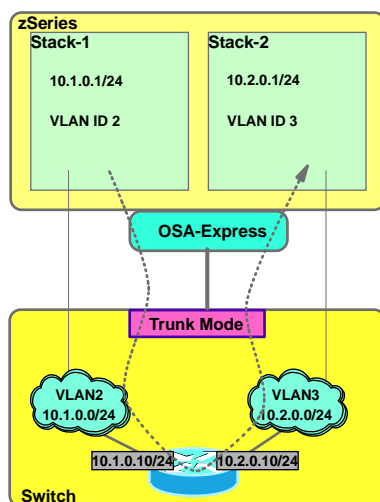 zSeries
Stack-1
10.1.0.1/24
VLAN ID 2
Stack-2
10.2.0.1/24
VLAN ID 3
OSA-Express
Trunk Mode
VLAN2
10.1.0.0/24
VLAN3
10.2.0.0/24
10.1.0.10/24
10.2.0.10/24
Switch